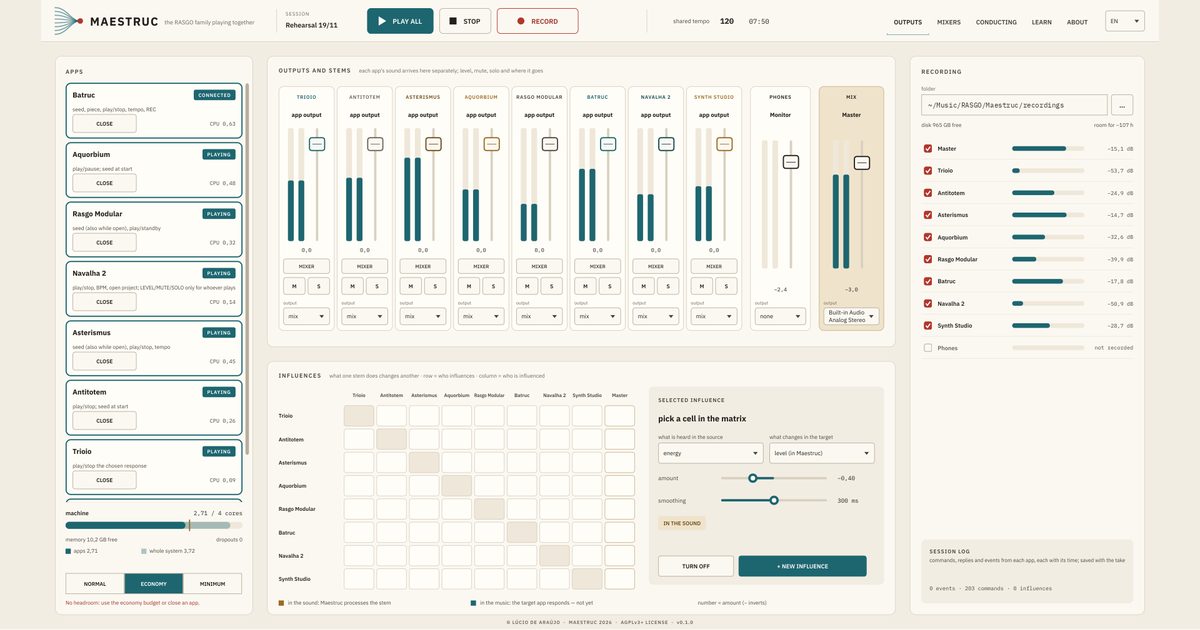 MAESTRUC
the RASGO family playing together
SESSION
Rehearsal 19/11
PLAY ALL
STOP
RECORD
shared tempo 120 07:50
OUTPUTS MIXERS CONDUCTING LEARN ABOUT
EN
APPS
Batruc CONNECTED
seed, piece, play/stop, tempo, REC
CLOSE CPU 0,63
Aquorbium PLAYING
play/pause; seed at start
CLOSE CPU 0,48
Rasgo Modular PLAYING
seed (also while open), play/standby
CLOSE CPU 0,32
Navalha 2 PLAYING
play/stop, BPM, open project; LEVEL/MUTE/SOLO only for whoever plays
CLOSE CPU 0,14
Asterismus PLAYING
seed (also while open), play/stop, tempo
CLOSE CPU 0,45
Antitotem PLAYING
play/stop; seed at start
CLOSE CPU 0,26
Trioio PLAYING
play/stop the chosen response
CLOSE CPU 0,09
machine 2,71 / 4 cores
memory 10,2 GB free dropouts 0
apps 2,71 whole system 3,72
NORMAL ECONOMY MINIMUM
No headroom: use the economy budget or close an app.
OUTPUTS AND STEMS each app's sound arrives here separately; level, mute, solo and where it goes
TRIOIO ANTITOTEM ASTERISMUS AQUORBIUM RASGO MODULAR BATRUC NAVALHA 2 SYNTH STUDIO PHONES MIX
app output app output app output app output app output app output app output app output Monitor Master
0,0 0,0 0,0 0,0 0,0 0,0 0,0 0,0
MIXER MIXER MIXER MIXER MIXER MIXER MIXER MIXER
M S M S M S M S M S M S M S M S −2,4 −3,0
output output output output output output output output output output
mix mix mix mix mix mix mix mix none Built-in Audio
Analog Stereo
INFLUENCES what one stem does changes another · row = who influences · column = who is influenced
Trioio Antitotem Asterismus Aquorbium Rasgo Modular Batruc Navalha 2 Synth Studio Master
Trioio
Antitotem
Asterismus
Aquorbium
Rasgo Modular
Batruc
Navalha 2
Synth Studio
in the sound: Maestruc processes the stem
in the music: the target app responds — not yet
number = amount (− inverts)
SELECTED INFLUENCE
pick a cell in the matrix
what is heard in the source what changes in the target
energy level (in Maestruc)
amount −0,40
smoothing 300 ms
IN THE SOUND
TURN OFF + NEW INFLUENCE
RECORDING
folder
~/Music/RASGO/Maestruc/recordings ...
disk 965 GB free room for ~107 h
Master −15,1 dB
Trioio −53,7 dB
Antitotem −24,9 dB
Asterismus −14,7 dB
Aquorbium −32,6 dB
Rasgo Modular −39,9 dB
Batruc −17,8 dB
Navalha 2 −50,9 dB
Synth Studio −28,7 dB
Phones not recorded
SESSION LOG
commands, replies and events from each app, each with its time; saved with the take
0 events · 203 commands · 0 influences
© LÚCIO DE ARAÚJO · MAESTRUC 2026 · AGPLv3+ LICENSE · v0.1.0